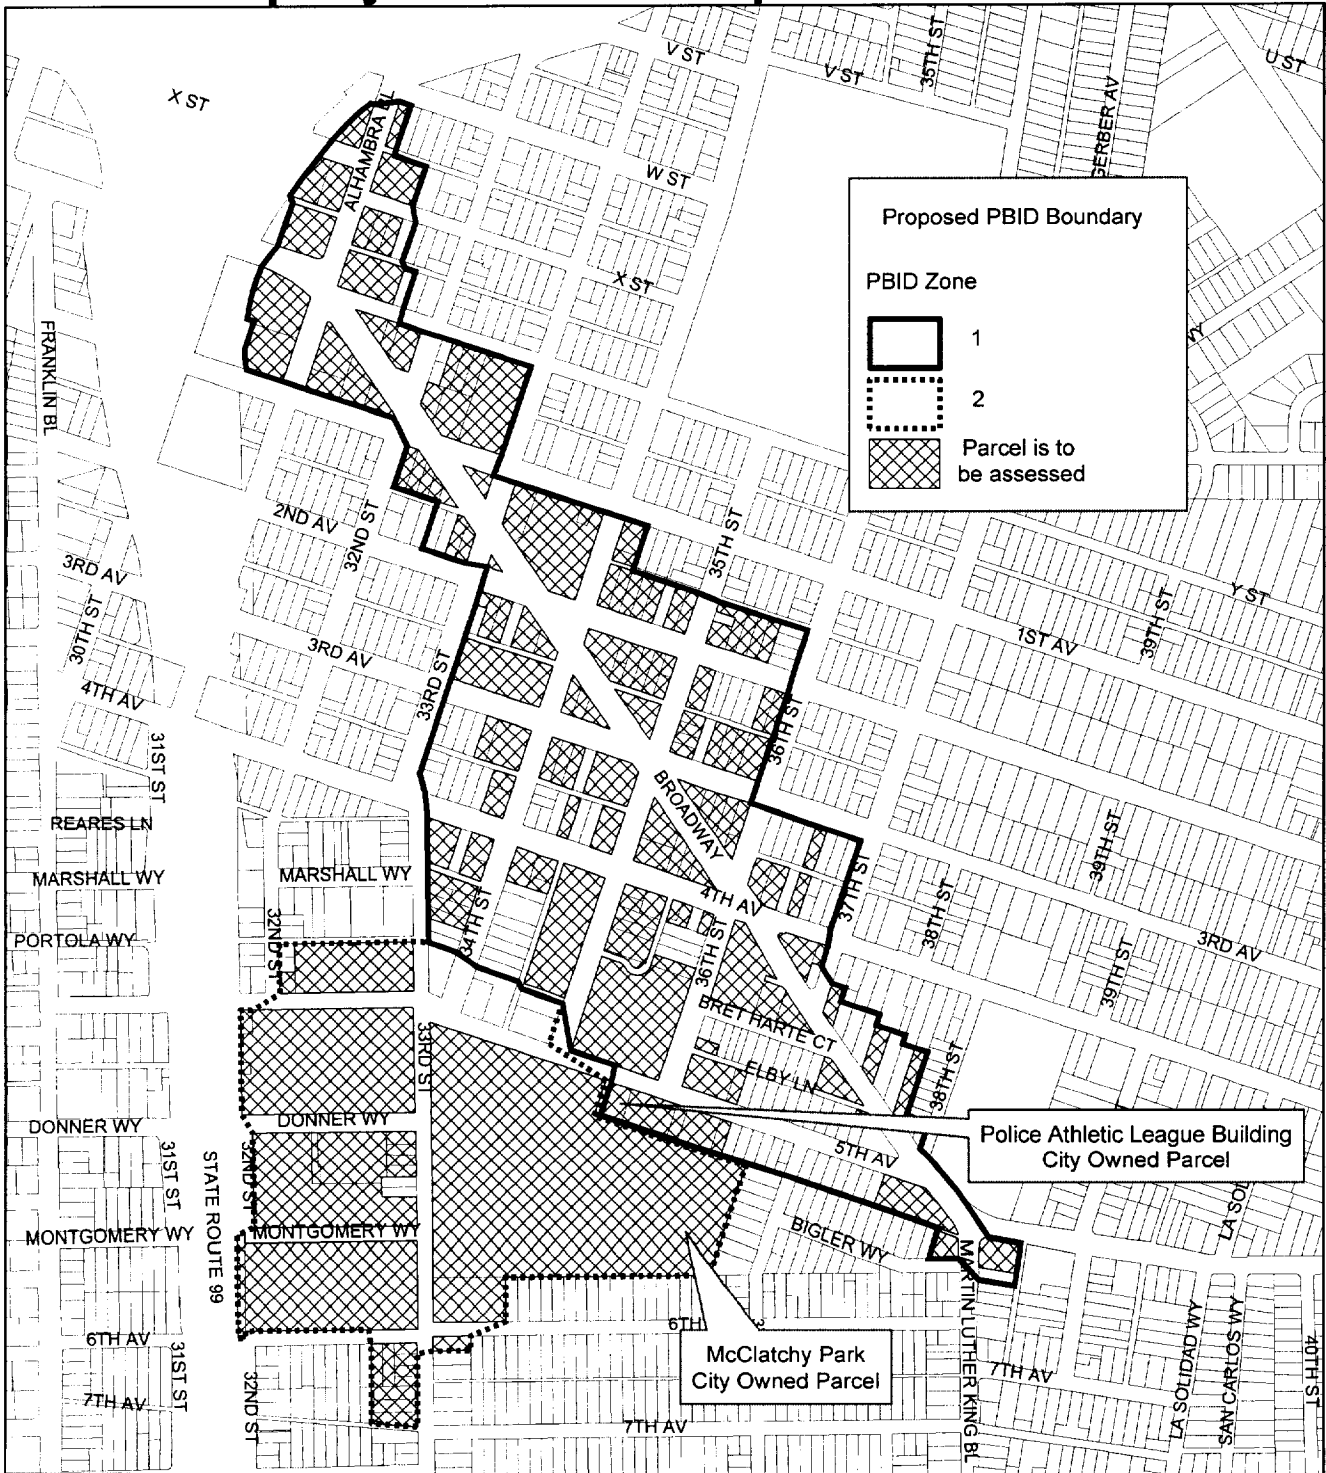 V ST
V ST
35TH ST
U ST
X ST
GERBER AV
ALHAMBRA BL
W ST
Proposed PBID Boundary
PBID Zone
1
2
Parcel is to
be assessed
X ST
WY
FRANKLIN BL
2ND AV
32ND ST
35TH ST
3RD AV
30TH ST
3RD AV
4TH AV
33RD ST
Y ST
39TH ST
1ST AV
36TH ST
31ST ST
BROADWAY
REARES LN
MARSHALL WY
MARSHALL WY
39TH ST
37TH ST
38TH ST
4TH AV
34TH ST
36TH ST
PORTOLA WY
32ND ST
3RD AV
39TH ST
BRET HARTE CT
33RD ST
ELBY LN
38TH ST
DONNER WY
DONNER WY
Police Athletic League Building
City Owned Parcel
5TH AV
31ST ST
32ND ST
STATE ROUTE 99
MONTGOMERY WY
MONTGOMERY WY
BIGLER WY
LA SOL
MARTIN LUTHER KING BL
6TH AV
6TH
McClatchy Park
City Owned Parcel
31ST ST
32ND ST
7TH AV
7TH AV
7TH AV
LA SOLIDAD WY
SAN CARLOS WY
40TH ST